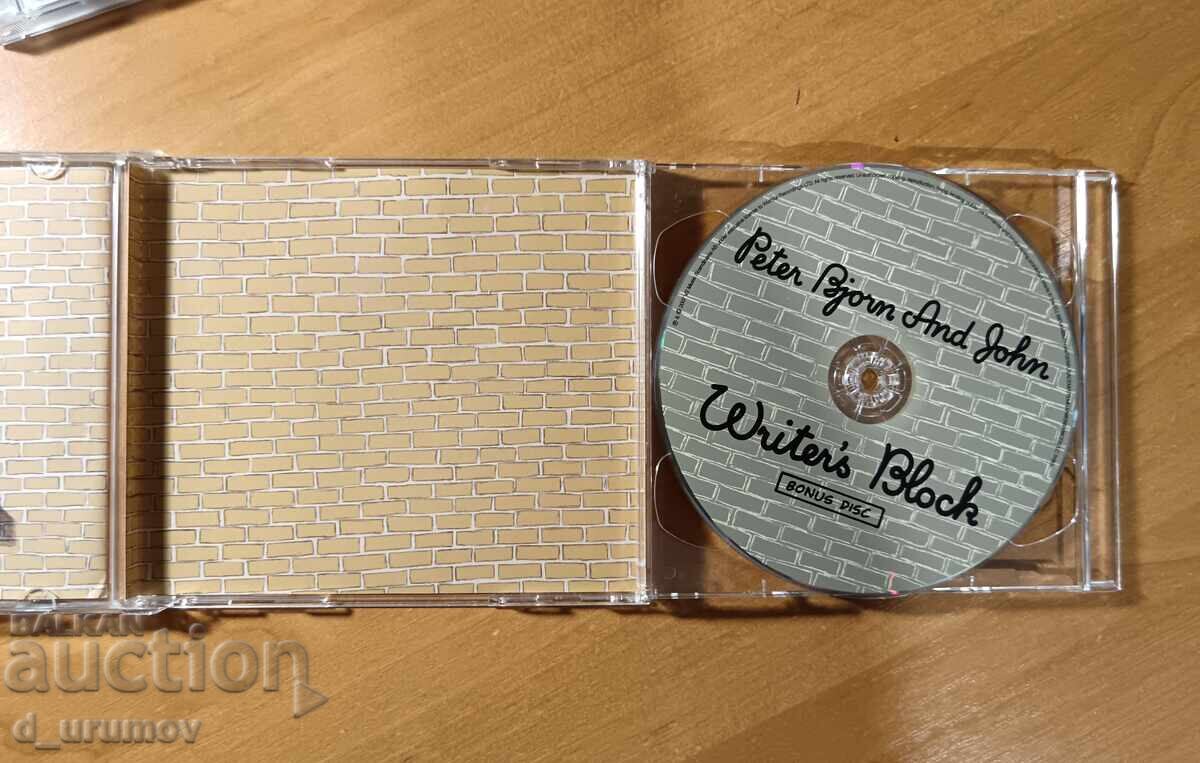 Peter Bjorn And John
Writer's Block
BONUS DISC
BALKAN
auction
d_urumov